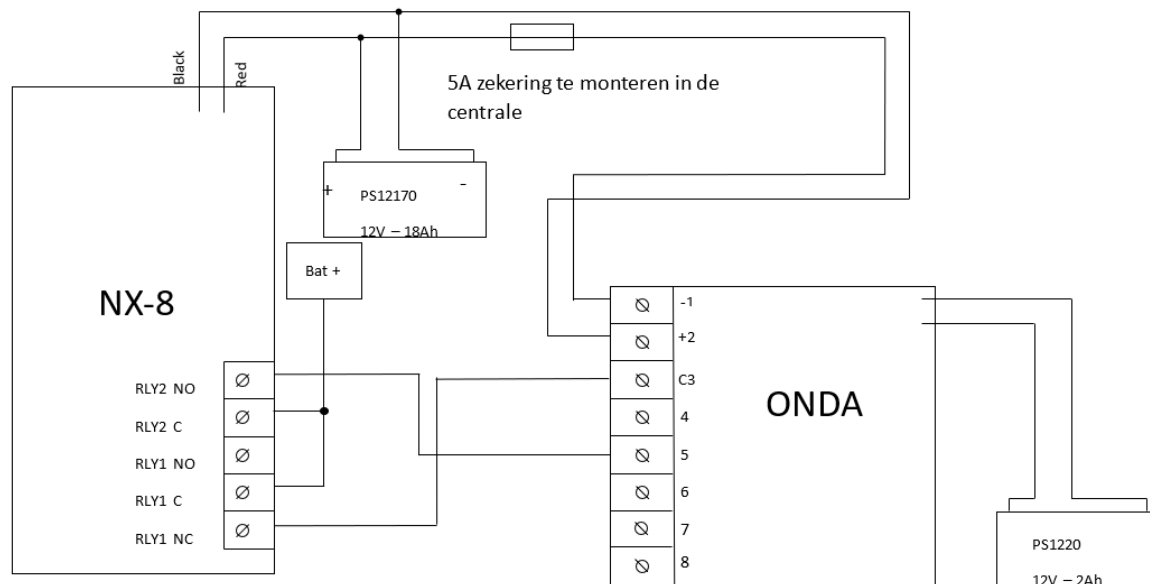 Black
Red
5A zekering te monteren in de
centrale
+
-
PS12170
12V – 18Ah
Bat +
NX-8
RLY2 NO
RLY2 C
RLY1 NO
RLY1 C
RLY1 NC
-1
+2
C3
4
5
6
7
8
ONDA
PS1220
12V – 2Ah